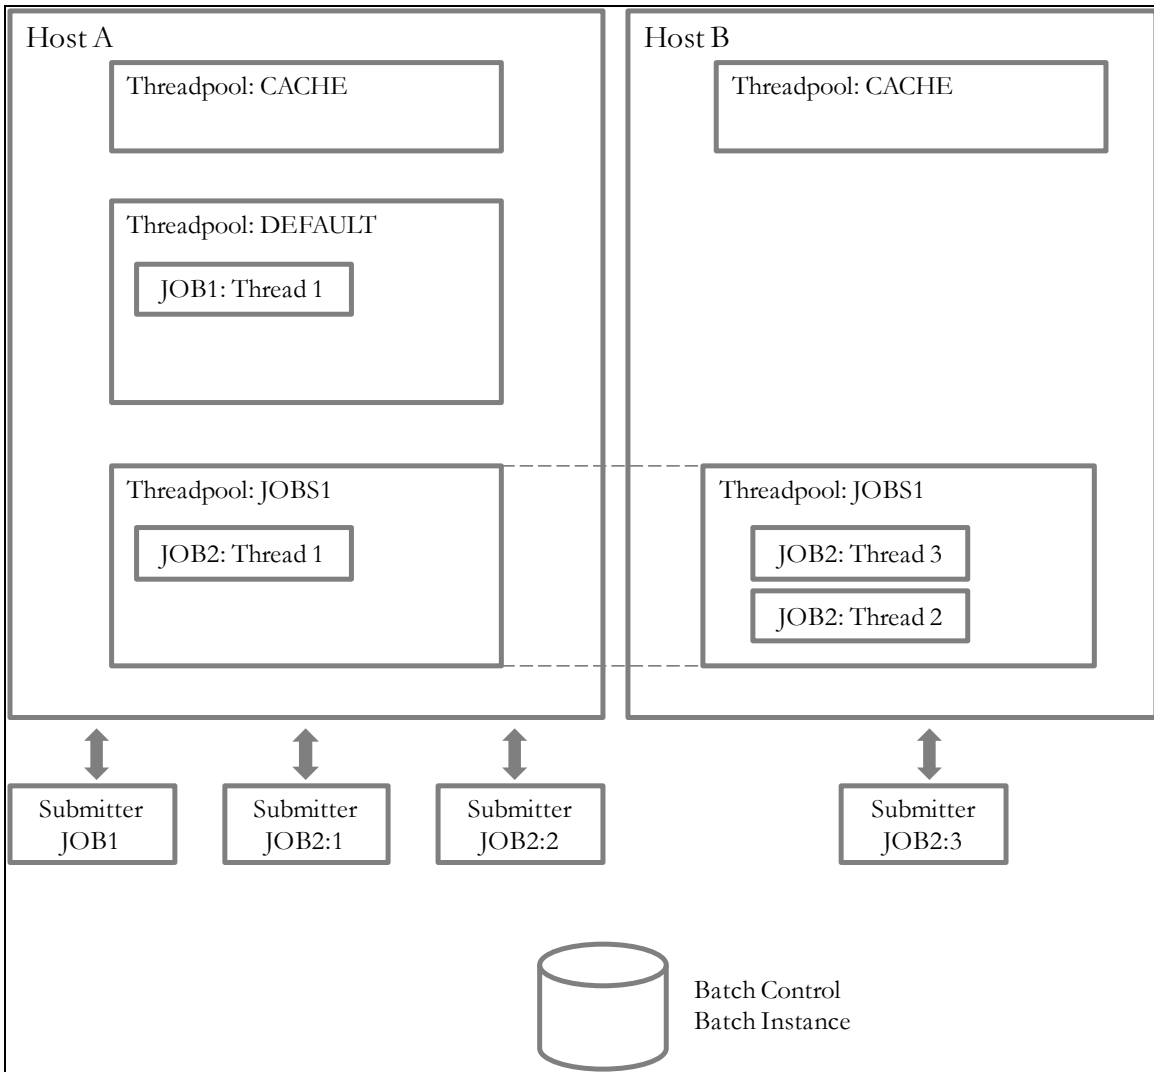 Host A
Threadpool: CACHE
Threadpool: DEFAULT
JOB1: Thread 1
Threadpool: JOBS1
JOB2: Thread 1
Host B
Threadpool: CACHE
Threadpool: JOBS1
JOB2: Thread 3
JOB2: Thread 2
Submitter
JOB1
Submitter
JOB2:1
Submitter
JOB2:2
Submitter
JOB2:3
Batch Control
Batch Instance